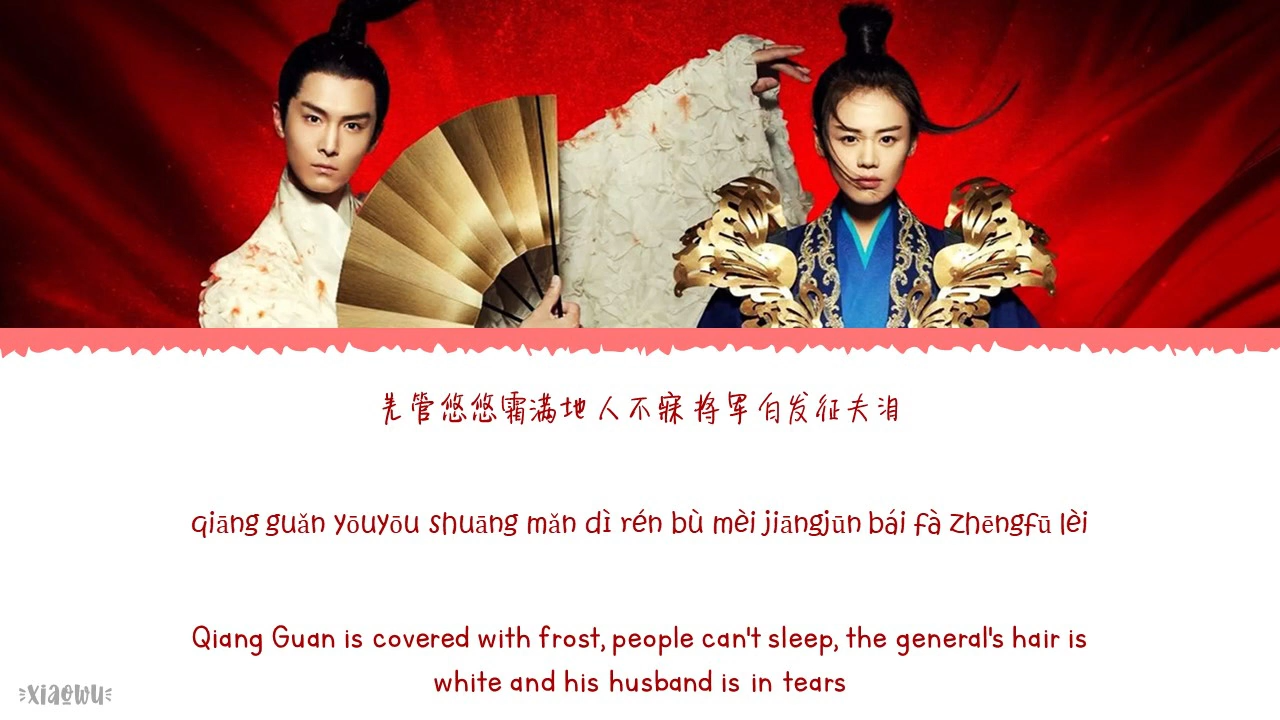 羌管悠悠霜满地 人不寐 将军白发征夫泪
qiāng guǎn yōuyōu shuāng mǎn dì rén bù mèi jiāngjūn bái fà zhēngfū lèi
Qiang Guan is covered with frost, people can't sleep, the general's hair is
white and his husband is in tears
xiaowu